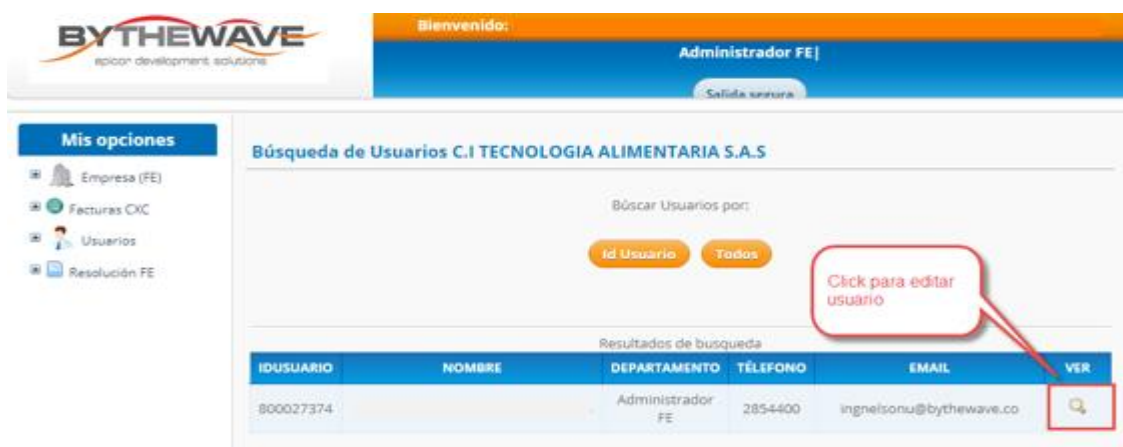 BYTHEWAVE
epicor development solutions
Bienvenido:
Administrador FE|
Salida segura
Mis opciones
Empresa (FE)
Facturas CXC
Usuarios
Resolución FE
Búsqueda de Usuarios C.I TECNOLOGIA ALIMENTARIA S.A.S
Búscar Usuarios por:
Id Usuario Todos
Click para editar
usuario
Resultados de busqueda
IDUSUARIO NOMBRE DEPARTAMENTO TÉLEFONO EMAIL VER
800027374 Administrador FE 2854400 ingnelsonu@bythewave.co